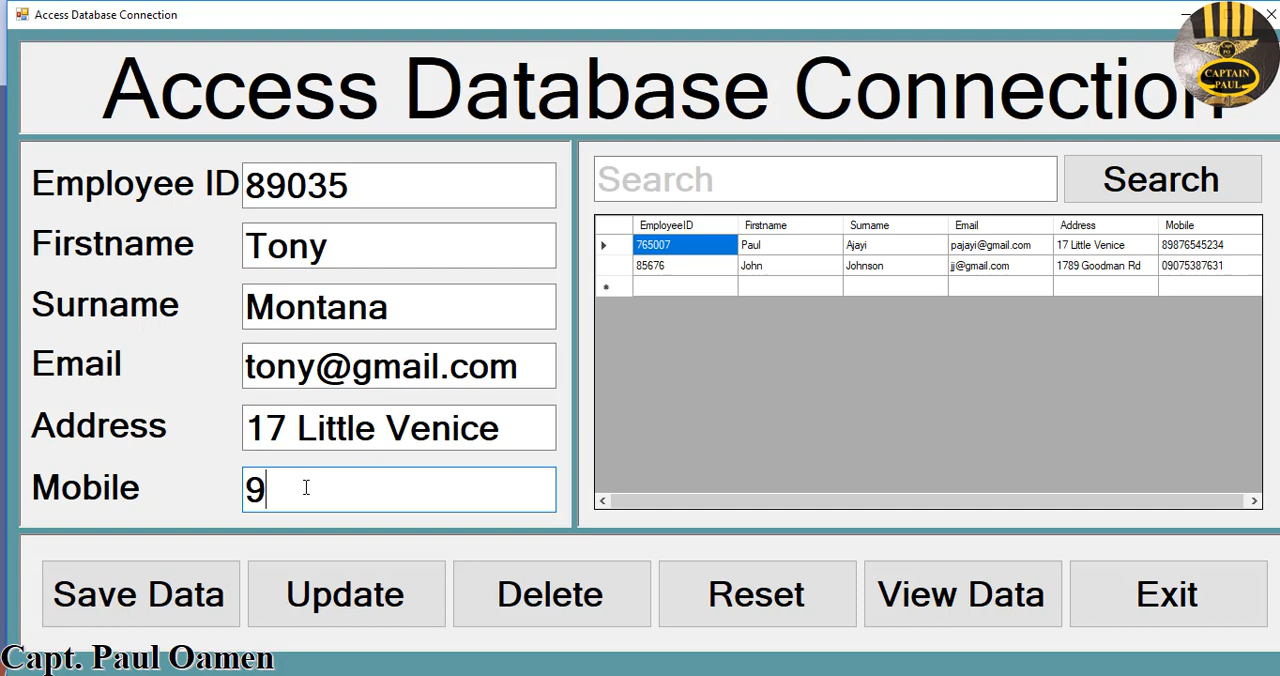 Access Database Connection
Access Database Connection
CAPTAIN
PAUL
Employee ID 89035
Firstname Tony
Surname Montana
Email tony@gmail.com
Address 17 Little Venice
Mobile 9
Search Search
EmployeeID Firstname Surname Email Address Mobile
765007 Paul Ajayi pajayi@gmail.com 17 Little Venice 89876545234
85676 John Johnson jj@gmail.com 1789 Goodman Rd 09075387631
Save Data Update Delete Reset View Data Exit
Capt. Paul Oamen